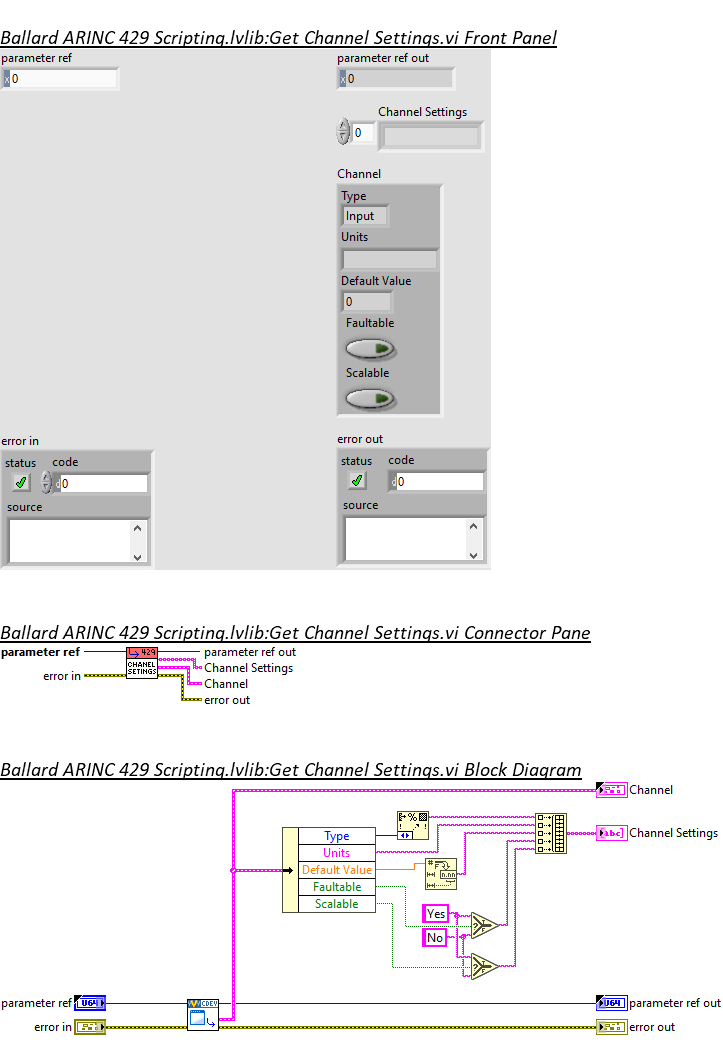 Ballard ARINC 429 Scripting.lvlib:Get Channel Settings.vi Front Panel
parameter ref
parameter ref out
x 0
x 0
Channel Settings
0
Channel
Type
Input
Units
Default Value
0
Faultable
Scalable
error in
error out
status code
status code
d 0
d 0
source
source
Ballard ARINC 429 Scripting.lvlib:Get Channel Settings.vi Connector Pane
parameter ref
429
parameter ref out
CHANEL
SETINGS
Channel Settings
error in
Channel
error out
Ballard ARINC 429 Scripting.lvlib:Get Channel Settings.vi Block Diagram
Channel
Type
Units
Default Value
Faultable
Scalable
abc
Channel Settings
Yes
No
parameter ref
U64
CDEV
U64
parameter ref out
error in
error out